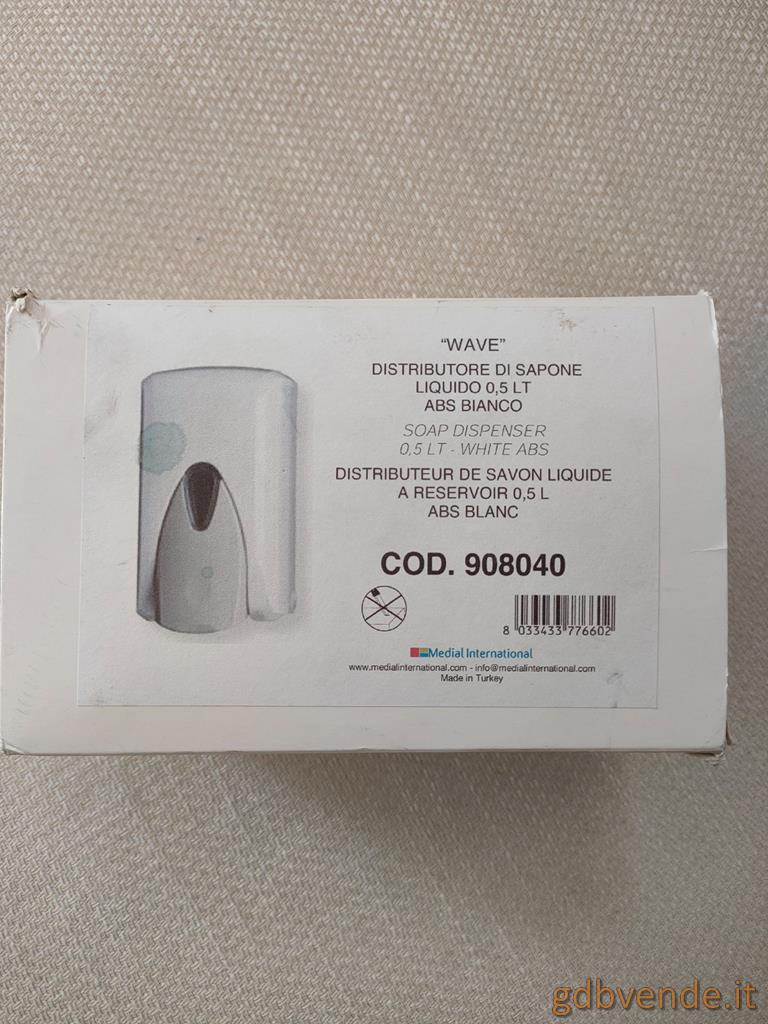 “WAVE”
DISTRIBUTORE DI SAPONE
LIQUIDO 0,5 LT
ABS BIANCO
SOAP DISPENSER
0,5 LT - WHITE ABS
DISTRIBUTEUR DE SAVON LIQUIDE
A RESERVOIR 0,5 L
ABS BLANC
COD. 908040
8 033433 776602
Medial International
www.medialinternational.com - info@medialinternational.com
Made in Turkey
gdbvende.it